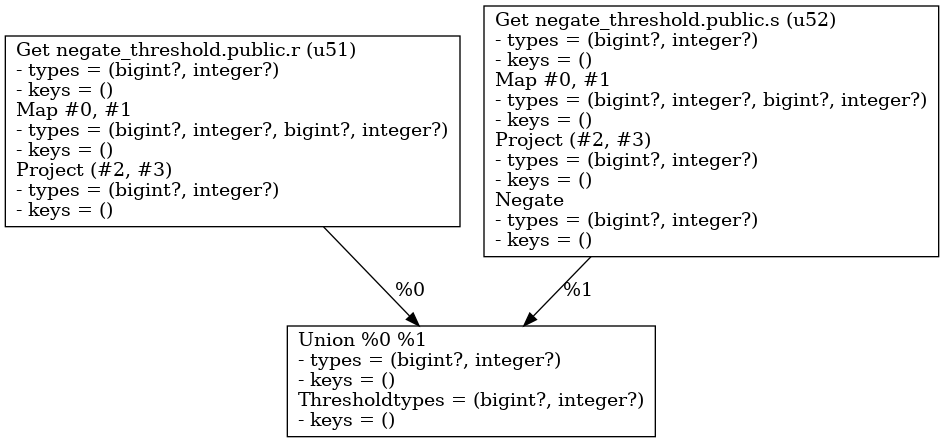 Get negate_threshold.public.r (u51)
- types = (bigint?, integer?)
- keys = ()
Map #0, #1
- types = (bigint?, integer?, bigint?, integer?)
- keys = ()
Project (#2, #3)
- types = (bigint?, integer?)
- keys = ()
Get negate_threshold.public.s (u52)
- types = (bigint?, integer?)
- keys = ()
Map #0, #1
- types = (bigint?, integer?, bigint?, integer?)
- keys = ()
Project (#2, #3)
- types = (bigint?, integer?)
- keys = ()
Negate
- types = (bigint?, integer?)
- keys = ()
%0
%1
Union %0 %1
- types = (bigint?, integer?)
- keys = ()
Thresholdtypes = (bigint?, integer?)
- keys = ()